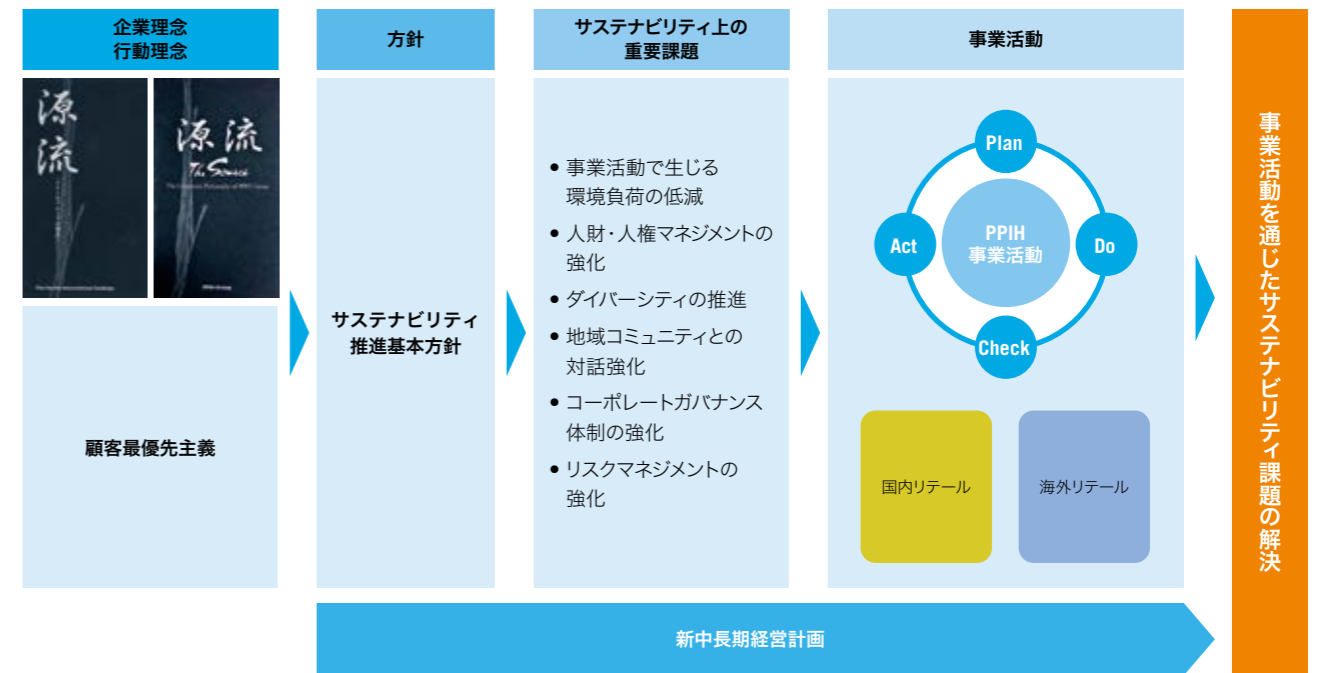 企業理念
行動理念
源
流
源流
The Source
顧客最優先主義
方針
サステナビリティ
推進基本方針
サステナビリティ上の
重要課題
• 事業活動で生じる
環境負荷の低減
• 人財・人権マネジメントの
強化
• ダイバーシティの推進
• 地域コミュニティとの
対話強化
• コーポレートガバナンス
体制の強化
• リスクマネジメントの
強化
事業活動
Plan
Do
Check
Act
PPIH
事業活動
国内リテール
海外リテール
新中長期経営計画
事業活動を通じたサステナビリティ課題の解決